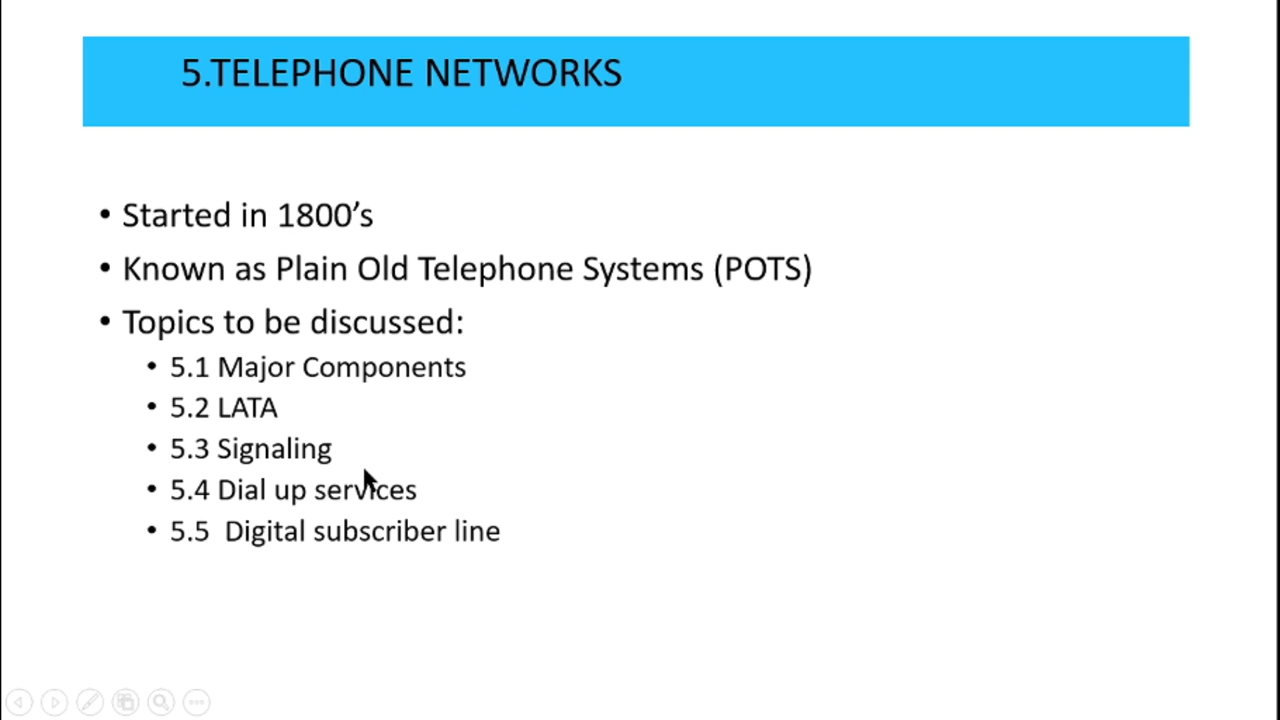 5.TELEPHONE NETWORKS
• Started in 1800’s
• Known as Plain Old Telephone Systems (POTS)
• Topics to be discussed:
• 5.1 Major Components
• 5.2 LATA
• 5.3 Signaling
• 5.4 Dial up services
• 5.5  Digital subscriber line